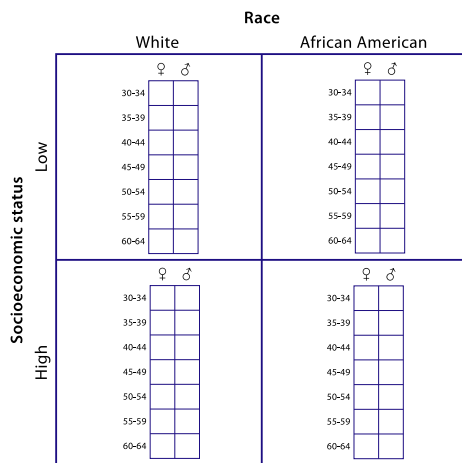 Race
White African American
Socioeconomic status
Low
♀ ♂ ♀ ♂
30-34 30-34
35-39 35-39
40-44 40-44
45-49 45-49
50-54 50-54
55-59 55-59
60-64 60-64
High
♀ ♂ ♀ ♂
30-34 30-34
35-39 35-39
40-44 40-44
45-49 45-49
50-54 50-54
55-59 55-59
60-64 60-64